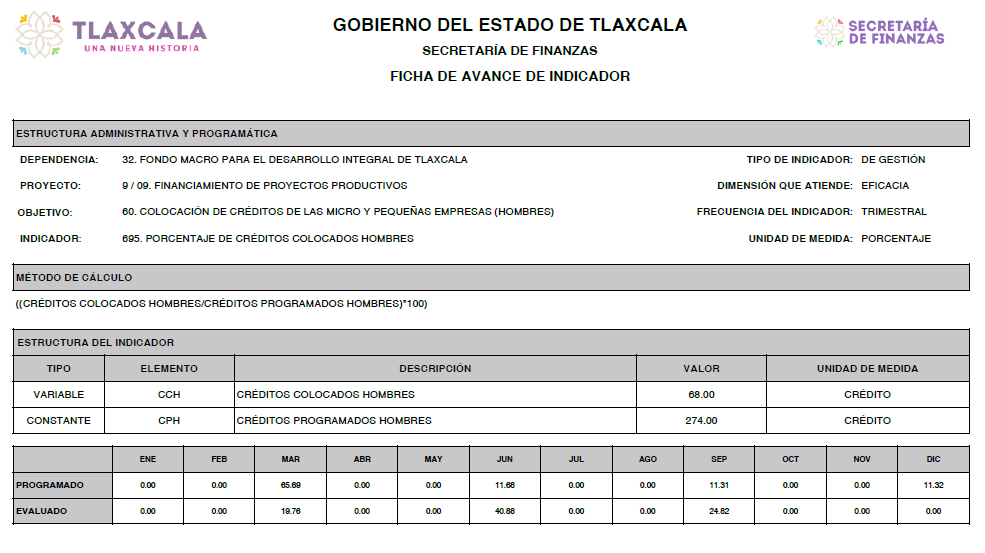 TLAXCALA
UNA NUEVA HISTORIA
GOBIERNO DEL ESTADO DE TLAXCALA
SECRETARÍA DE FINANZAS
FICHA DE AVANCE DE INDICADOR
SECRETARÍA
DE FINANZAS
ESTRUCTURA ADMINISTRATIVA Y PROGRAMÁTICA
DEPENDENCIA: 32. FONDO MACRO PARA EL DESARROLLO INTEGRAL DE TLAXCALA TIPO DE INDICADOR: DE GESTIÓN
PROYECTO: 9 / 09. FINANCIAMIENTO DE PROYECTOS PRODUCTIVOS DIMENSIÓN QUE ATIENDE: EFICACIA
OBJETIVO: 60. COLOCACIÓN DE CRÉDITOS DE LAS MICRO Y PEQUEÑAS EMPRESAS (HOMBRES) FRECUENCIA DEL INDICADOR: TRIMESTRAL
INDICADOR: 695. PORCENTAJE DE CRÉDITOS COLOCADOS HOMBRES UNIDAD DE MEDIDA: PORCENTAJE
MÉTODO DE CÁLCULO
((CRÉDITOS COLOCADOS HOMBRES/CRÉDITOS PROGRAMADOS HOMBRES)*100)
ESTRUCTURA DEL INDICADOR
TIPO ELEMENTO DESCRIPCIÓN VALOR UNIDAD DE MEDIDA
VARIABLE CCH CRÉDITOS COLOCADOS HOMBRES 68.00 CRÉDITO
CONSTANTE CPH CRÉDITOS PROGRAMADOS HOMBRES 274.00 CRÉDITO
ENE FEB MAR ABR MAY JUN JUL AGO SEP OCT NOV DIC
PROGRAMADO 0.00 0.00 65.69 0.00 0.00 11.68 0.00 0.00 11.31 0.00 0.00 11.32
EVALUADO 0.00 0.00 19.76 0.00 0.00 40.88 0.00 0.00 24.82 0.00 0.00 0.00